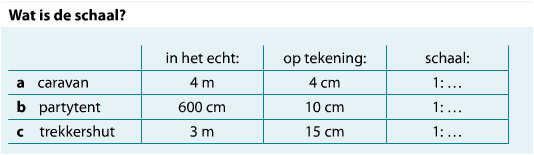 Wat is de schaal?
in het echt: op tekening: schaal:
a caravan 4 m 4 cm 1: ...
b partytent 600 cm 10 cm 1: ...
c trekkershut 3 m 15 cm 1: ...